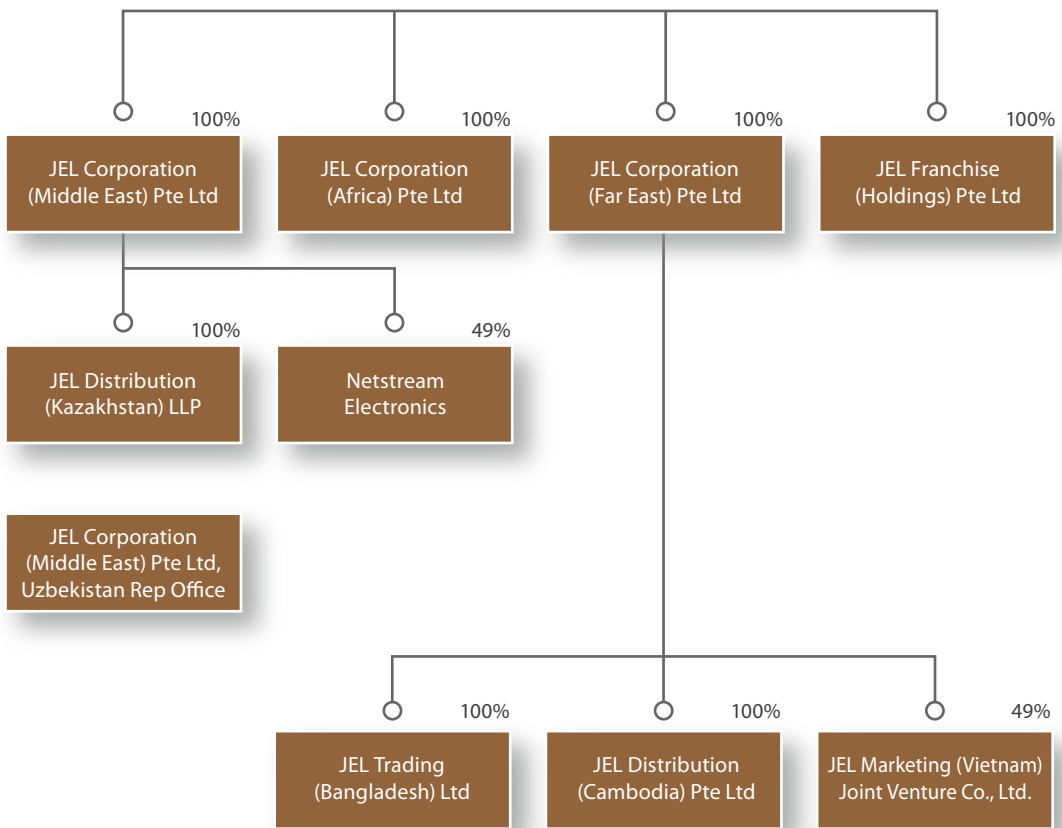 100%
JEL Corporation
(Middle East) Pte Ltd
100%
JEL Corporation
(Africa) Pte Ltd
100%
JEL Corporation
(Far East) Pte Ltd
100%
JEL Franchise
(Holdings) Pte Ltd
100%
JEL Distribution
(Kazakhstan) LLP
49%
Netstream
Electronics
JEL Corporation
(Middle East) Pte Ltd,
Uzbekistan Rep Office
100%
JEL Trading
(Bangladesh) Ltd
100%
JEL Distribution
(Cambodia) Pte Ltd
49%
JEL Marketing (Vietnam)
Joint Venture Co., Ltd.